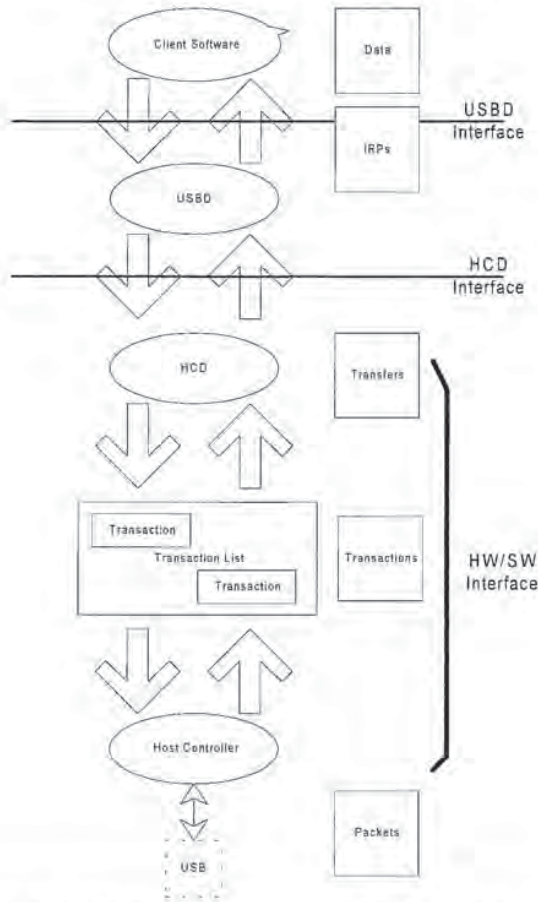 Client Software
Data
USBD
Interface
IRPs
USBD
HCD
Interface
HCD
Transfers
Transaction
Transaction List
Transaction
Transactions
HW/SW
Interface
Host Controller
Packets
USB